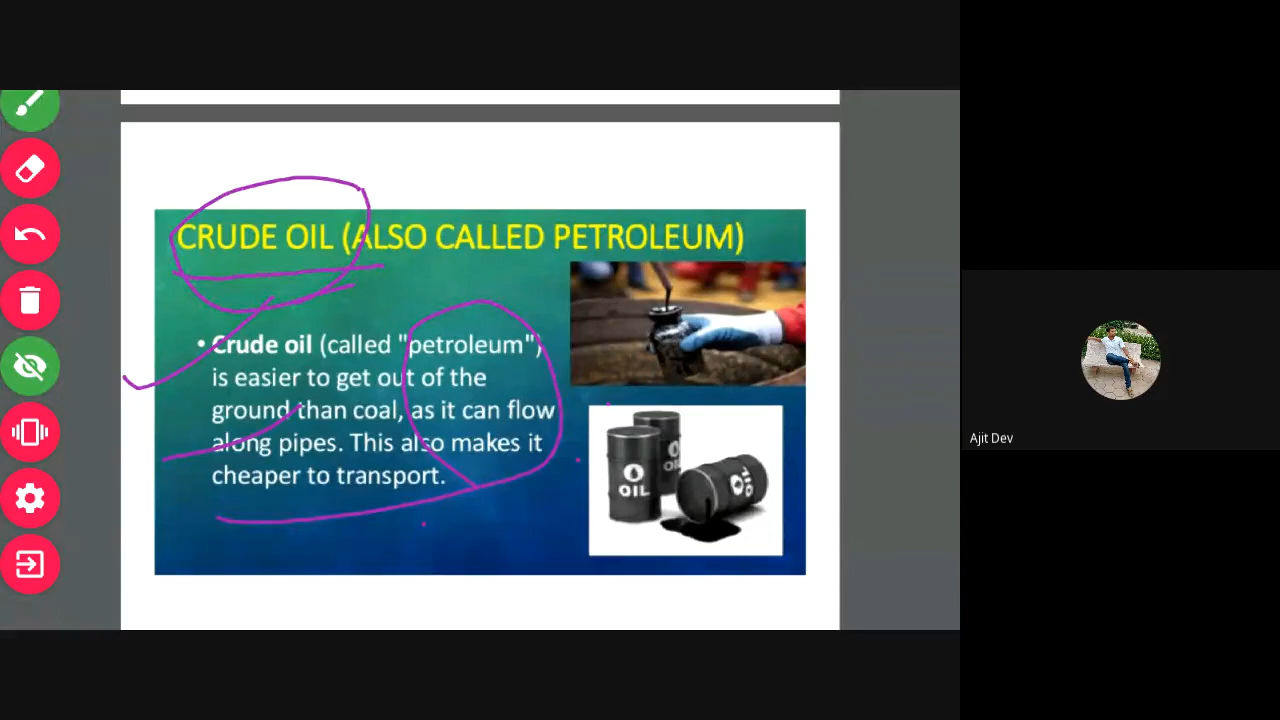 CRUDE OIL (ALSO CALLED PETROLEUM)
• Crude oil (called "petroleum")
is easier to get out of the
ground than coal, as it can flow
along pipes. This also makes it
cheaper to transport.
OIL
OIL
OIL
Ajit Dev